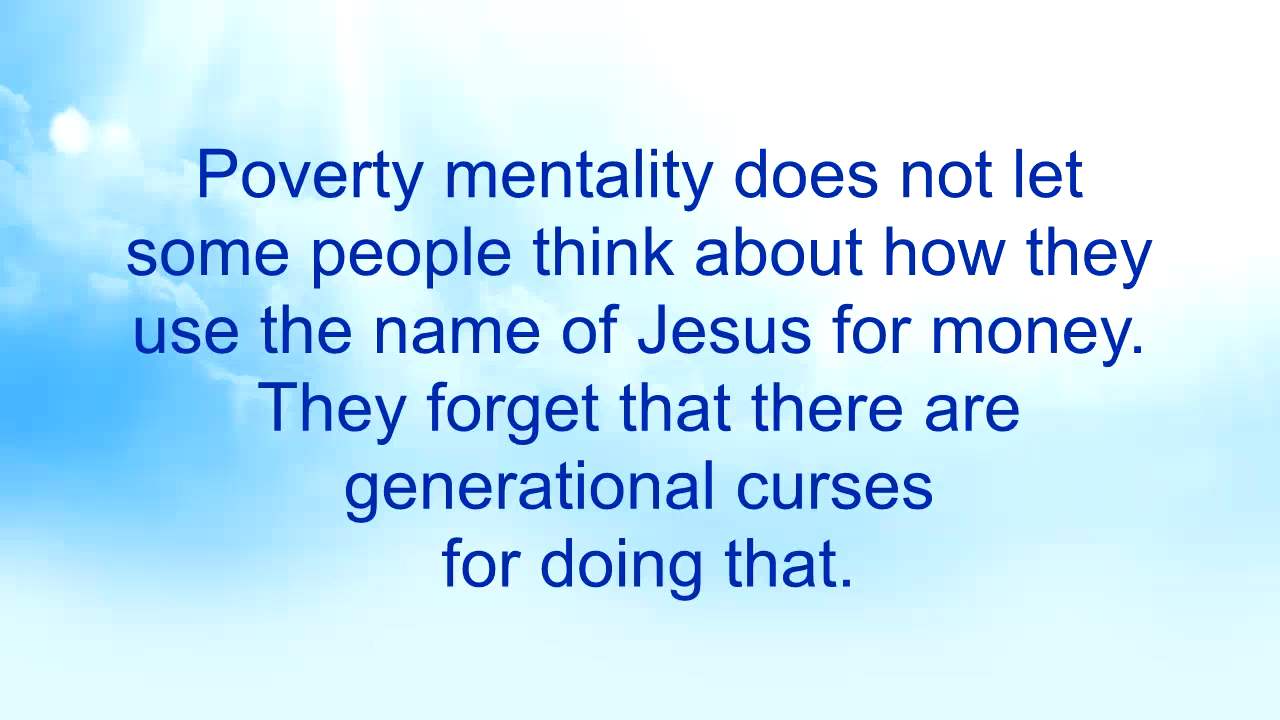 Poverty mentality does not let
some people think about how they
use the name of Jesus for money.
They forget that there are
generational curses
for doing that.